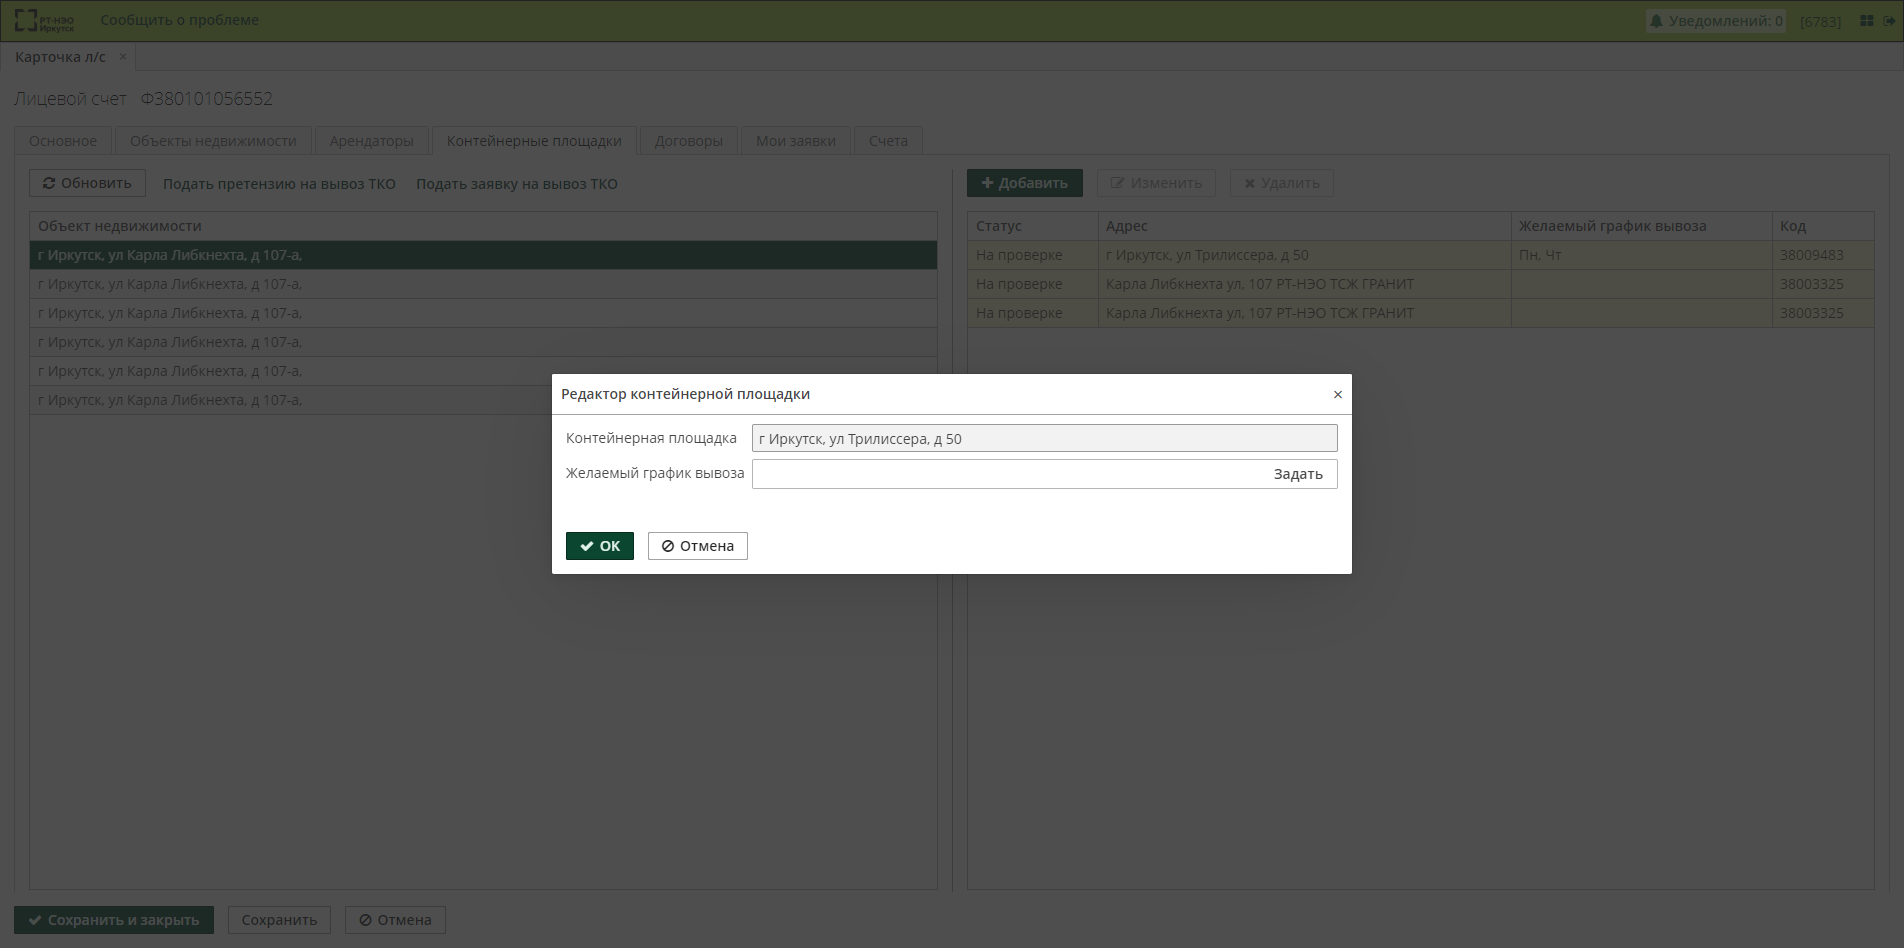 РТ-НЭО
Иркутск
Сообщить о проблеме
Уведомлений: 0
[6783]
Карточка л/с ×
Лицевой счет Ф380101056552
Основное
Объекты недвижимости
Арендаторы
Контейнерные площадки
Договоры
Мои заявки
Счета
Обновить
Подать претензию на вывоз ТКО
Подать заявку на вывоз ТКО
Объект недвижимости
г Иркутск, ул Карла Либкнехта, д 107-а,
г Иркутск, ул Карла Либкнехта, д 107-а,
г Иркутск, ул Карла Либкнехта, д 107-а,
г Иркутск, ул Карла Либкнехта, д 107-а,
г Иркутск, ул Карла Либкнехта, д 107-а,
г Иркутск, ул Карла Либкнехта, д 107-а,
Добавить
Изменить
Удалить
Статус Адрес Желаемый график вывоза Код
На проверке г Иркутск, ул Трилиссера, д 50 Пн, Чт 38009483
На проверке Карла Либкнехта ул, 107 РТ-НЭО ТСЖ ГРАНИТ 38003325
На проверке Карла Либкнехта ул, 107 РТ-НЭО ТСЖ ГРАНИТ 38003325
Редактор контейнерной площадки ×
Контейнерная площадка г Иркутск, ул Трилиссера, д 50
Желаемый график вывоза Задать
ОК
Отмена
Сохранить и закрыть
Сохранить
Отмена